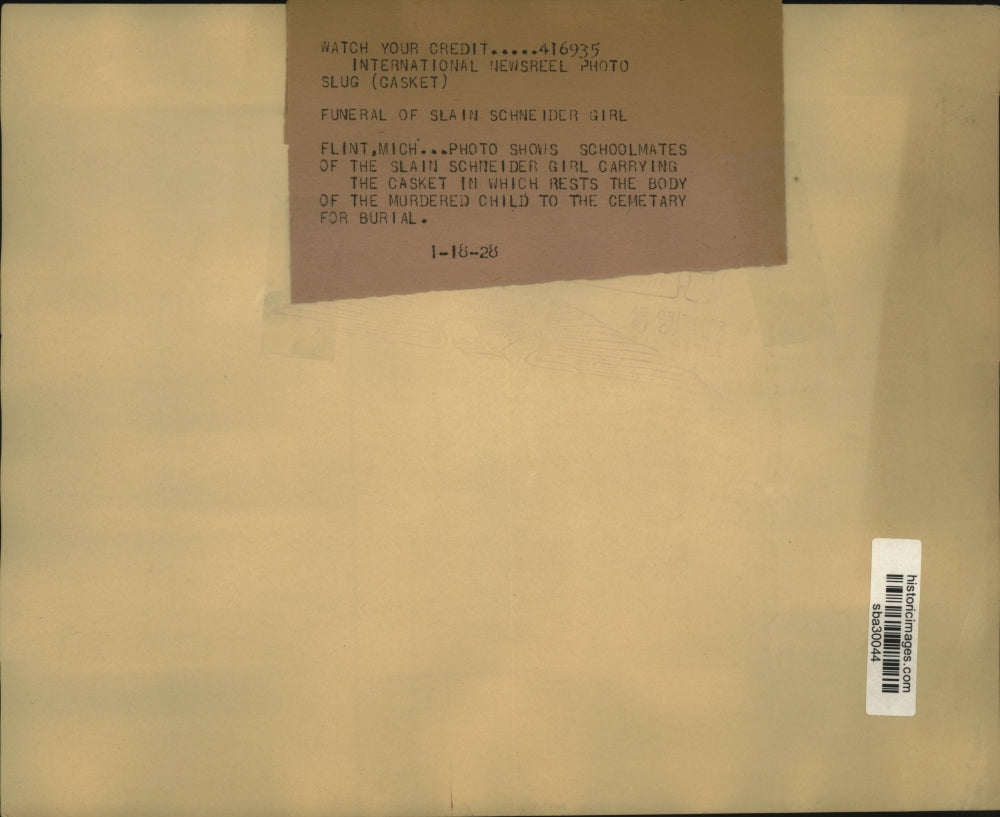 WATCH YOUR CREDIT.....416935
INTERNATIONAL NEWSREEL PHOTO
SLUG (CASKET)
FUNERAL OF SLAIN SCHNEIDER GIRL
FLINT,MICH...PHOTO SHOWS SCHOOLMATES
OF THE SLAIN SCHNEIDER GIRL CARRYING
THE CASKET IN WHICH RESTS THE BODY
OF THE MURDERED CHILD TO THE CEMETARY
FOR BURIAL.
1-18-28
historicimages.com
sba30044